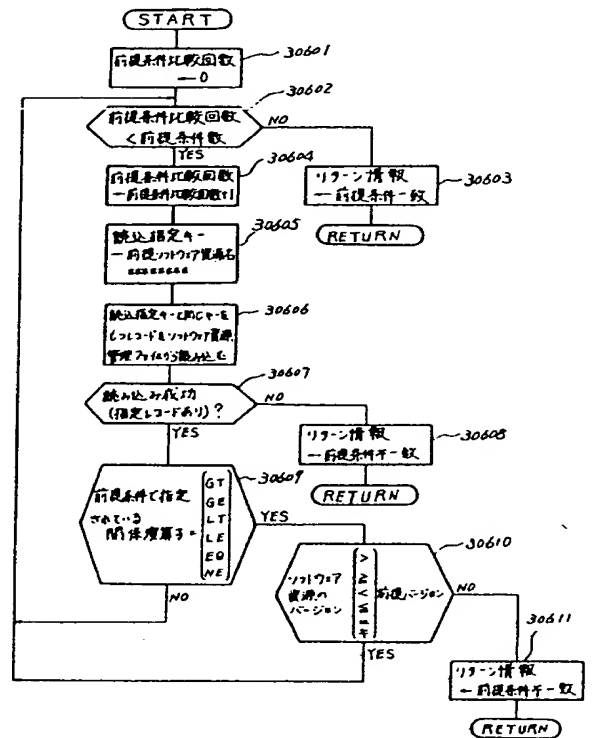 START
30601
前提条件比較回数
←0
30602
前提条件比較回数
<前提条件数
NO
YES
30604
前提条件比較回数
←前提条件比較回数+1
リターン情報
←前提条件一致
30603
RETURN
30605
読込指定キー
←前提ソフトウェア資源名
********
30606
読込指定キーと同じキーを
もつレコードをソフトウェア資源
管理ファイルから読み込む
30607
読み込み成功
(指定レコードあり)?
NO
YES
リターン情報
←前提条件不一致
30608
RETURN
30609
前提条件で指定
されている
関係演算子=
GT
GE
LT
LE
EQ
NE
YES
NO
30610
ソフトウェア
資源の
バージョン
>
≧
<
≦
=
≠
前提バージョン
NO
YES
30611
リターン情報
←前提条件不一致
RETURN